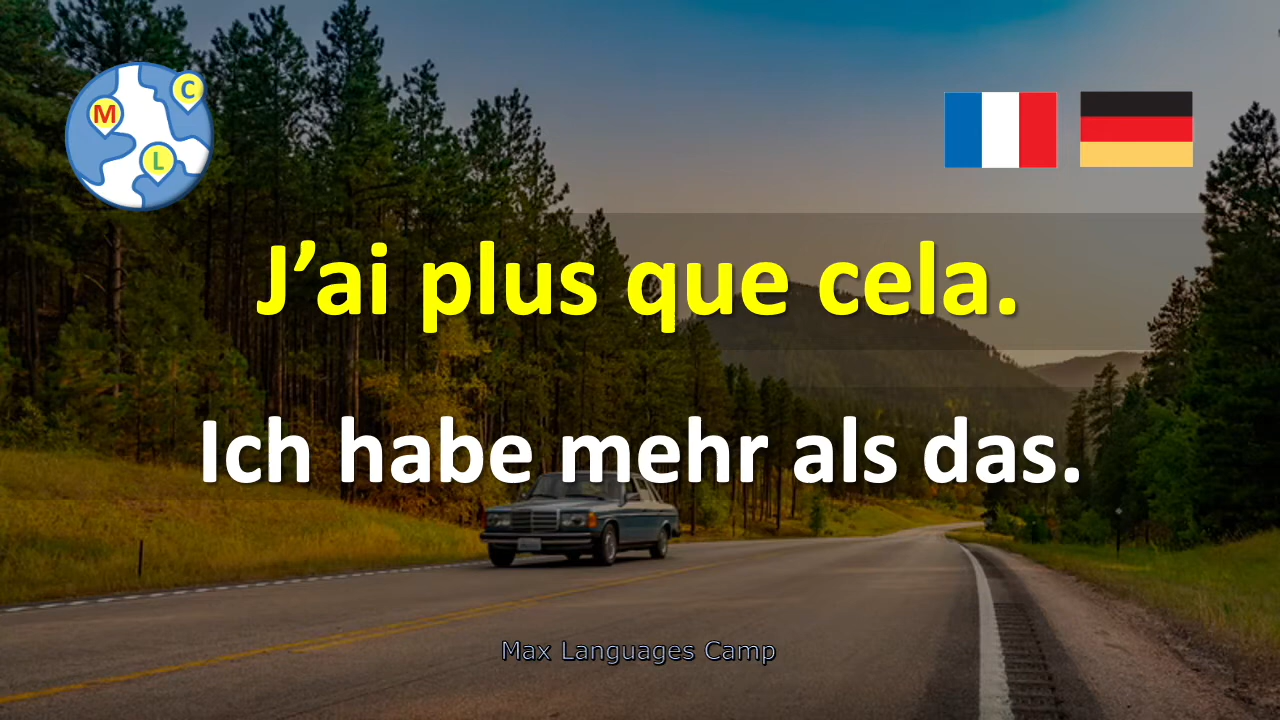 M
C
L
J’ai plus que cela.
Ich habe mehr als das.
Max Languages Camp